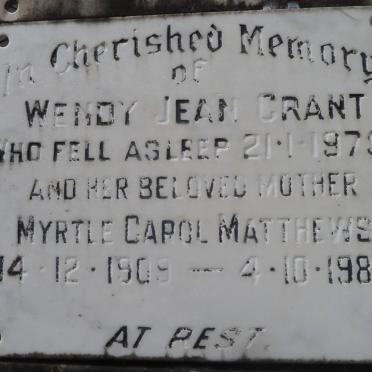 In Cherished Memory
of
WENDY JEAN GRANT
WHO FELL ASLEEP 21·1·197
AND HER BELOVED MOTHER
MYRTLE CAROL MATTHEWS
14·12·1909 — 4·10·198
AT REST